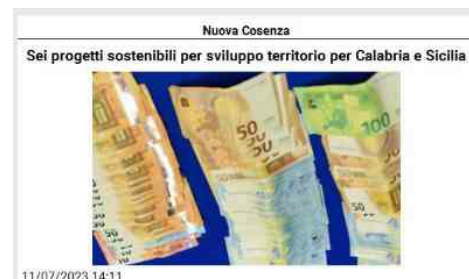 Nuova Cosenza
Sei progetti sostenibili per sviluppo territorio per Calabria e Sicilia
50
100
50
11/07/2023 14:11